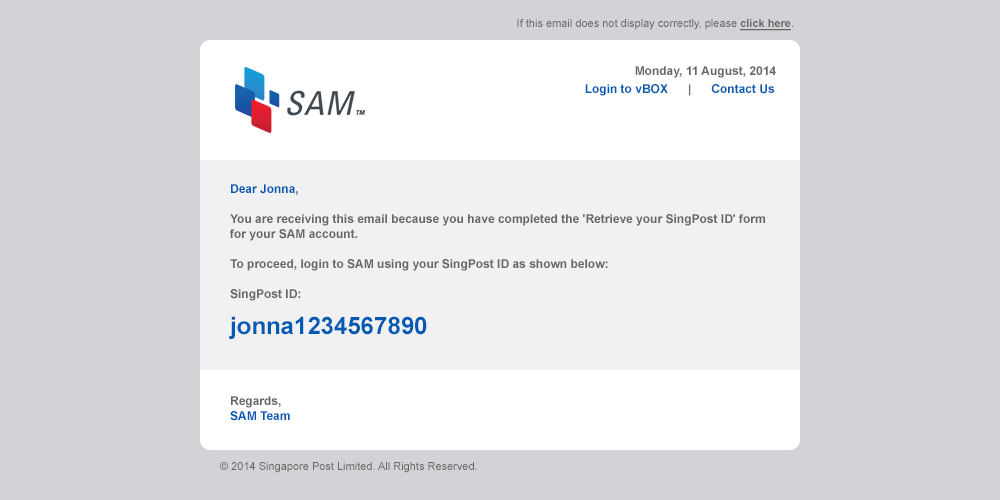 If this email does not display correctly, please click here.
SAM™
Monday, 11 August, 2014
Login to vBOX | Contact Us
Dear Jonna,
You are receiving this email because you have completed the 'Retrieve your SingPost ID' form
for your SAM account.
To proceed, login to SAM using your SingPost ID as shown below:
SingPost ID:
jonna1234567890
Regards,
SAM Team
© 2014 Singapore Post Limited. All Rights Reserved.